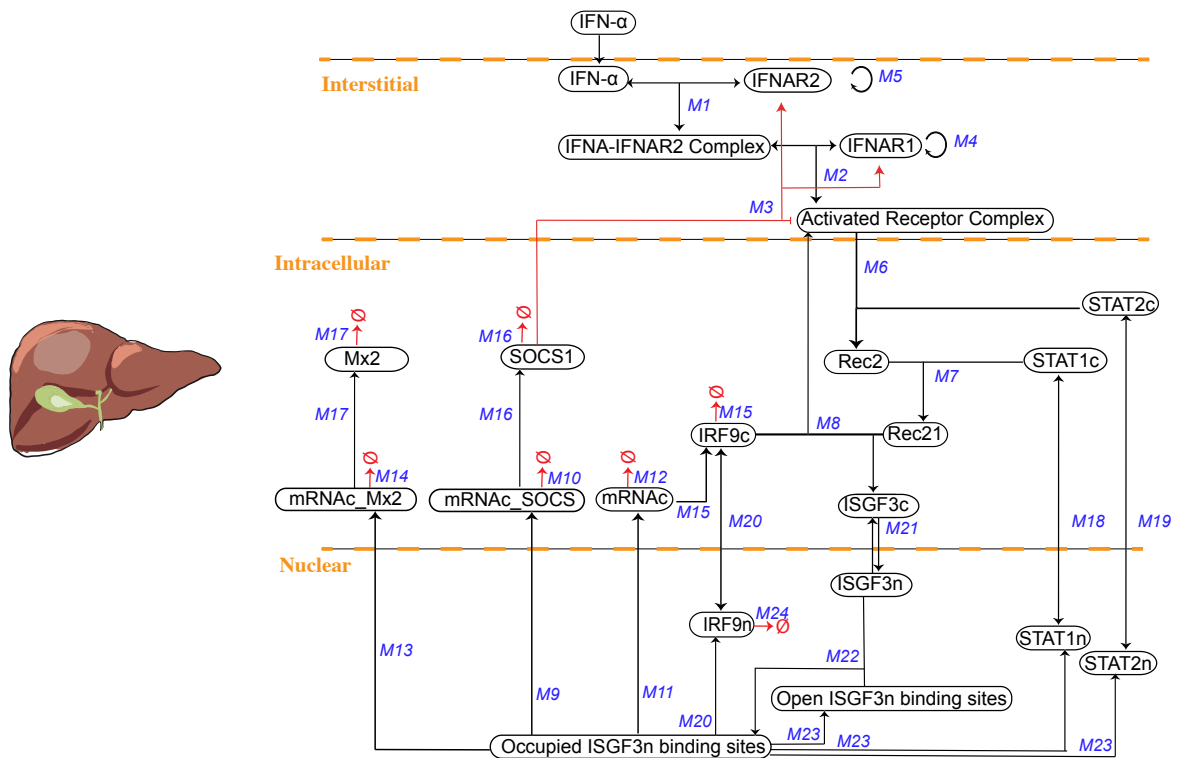 IFN-α
Interstitial
IFN-α
IFNAR2
M5
M1
IFNA-IFNAR2 Complex
IFNAR1
M4
M2
M3
Activated Receptor Complex
Intracellular
M6
STAT2c
M17
Ø
M16
Ø
Mx2
SOCS1
Rec2
STAT1c
M7
M17
M16
Ø
M15
M8
IRF9c
Rec21
Ø
M14
Ø
M10
Ø
M12
mRNAc_Mx2
mRNAc_SOCS
mRNAc
M15
ISGF3c
M20
M21
M18
M19
Nuclear
ISGF3n
M24
IRF9n
Ø
STAT1n
M13
M22
STAT2n
M9
M11
Open ISGF3n binding sites
M20
M23
M23
M23
Occupied ISGF3n binding sites